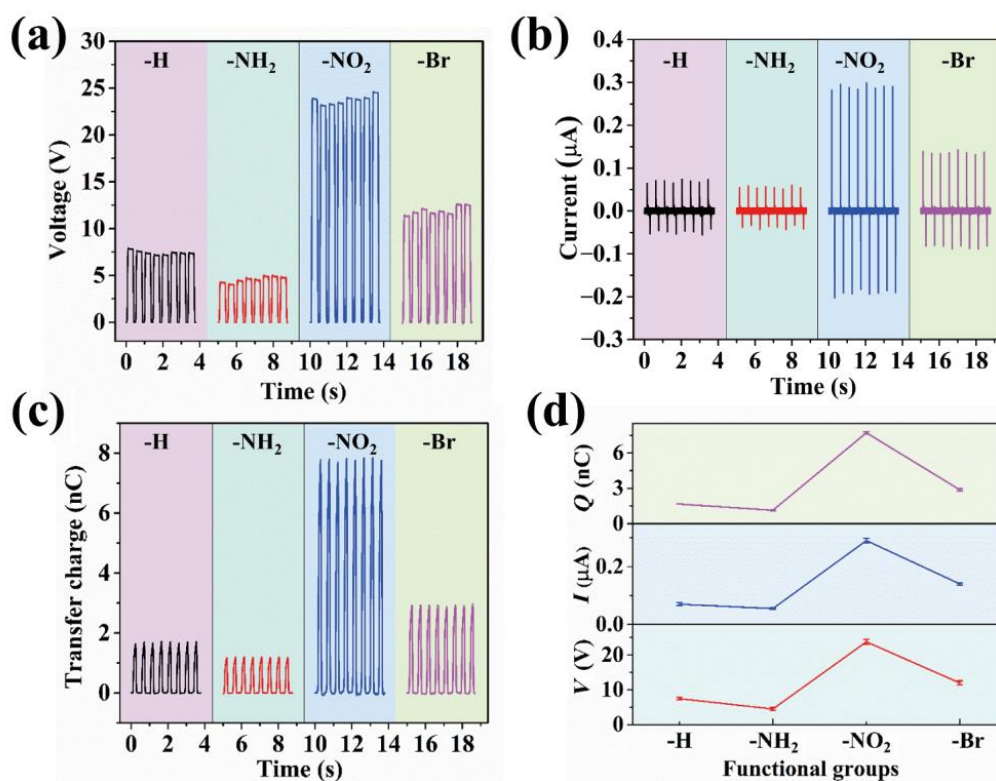 (a)
30
25
20
15
10
5
0
Voltage (V)
-H -NH₂ -NO₂ -Br
0 2 4 6 8 10 12 14 16 18
Time (s)
(b)
0.4
0.3
0.2
0.1
0.0
−0.1
−0.2
−0.3
Current (μA)
-H -NH₂ -NO₂ -Br
0 2 4 6 8 10 12 14 16 18
Time (s)
(c)
8
6
4
2
0
Transfer charge (nC)
-H -NH₂ -NO₂ -Br
0 2 4 6 8 10 12 14 16 18
Time (s)
(d)
6
3
0
Q (nC)
0.2
0.0
I (μA)
20
10
0
V (V)
-H -NH₂ -NO₂ -Br
Functional groups